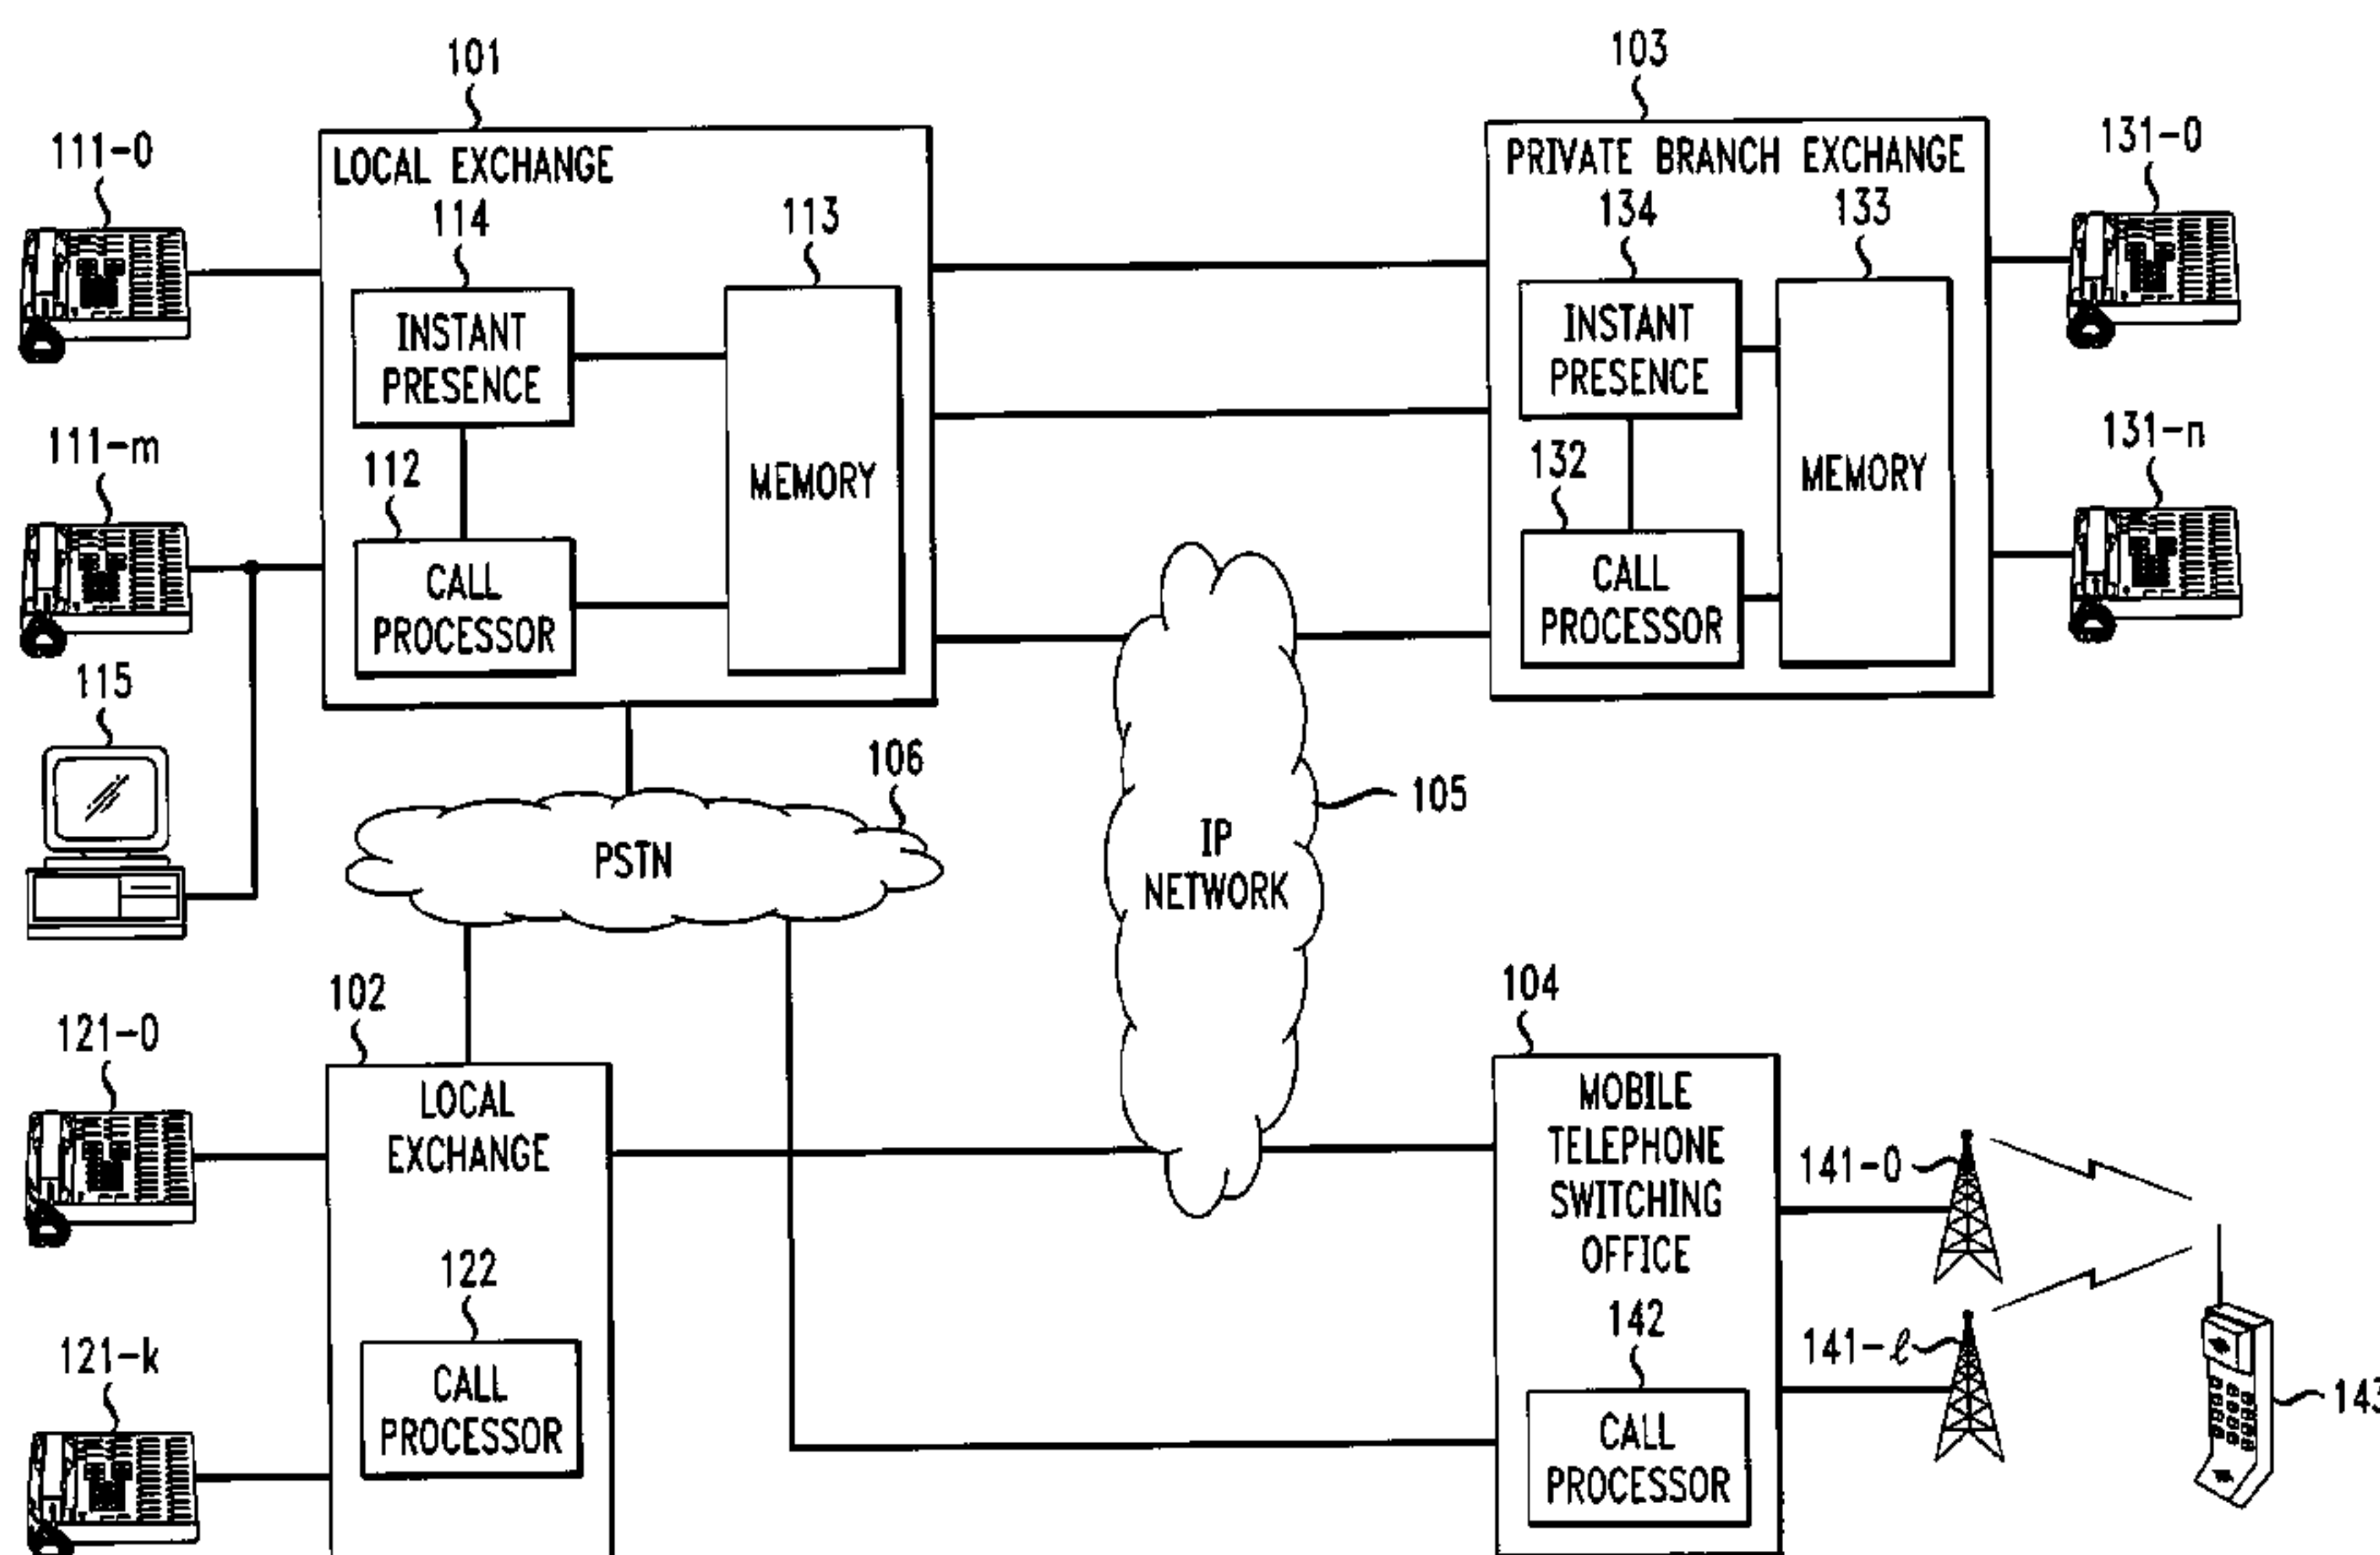 101
103
111-0
LOCAL EXCHANGE
114
113
INSTANT
PRESENCE
MEMORY
111-m
112
CALL
PROCESSOR
115
PRIVATE BRANCH EXCHANGE
134
133
INSTANT
PRESENCE
MEMORY
132
CALL
PROCESSOR
131-0
131-n
106
PSTN
105
IP
NETWORK
102
121-0
LOCAL
EXCHANGE
122
CALL
PROCESSOR
121-k
104
MOBILE
TELEPHONE
SWITCHING
OFFICE
142
CALL
PROCESSOR
141-0
141-ℓ
143